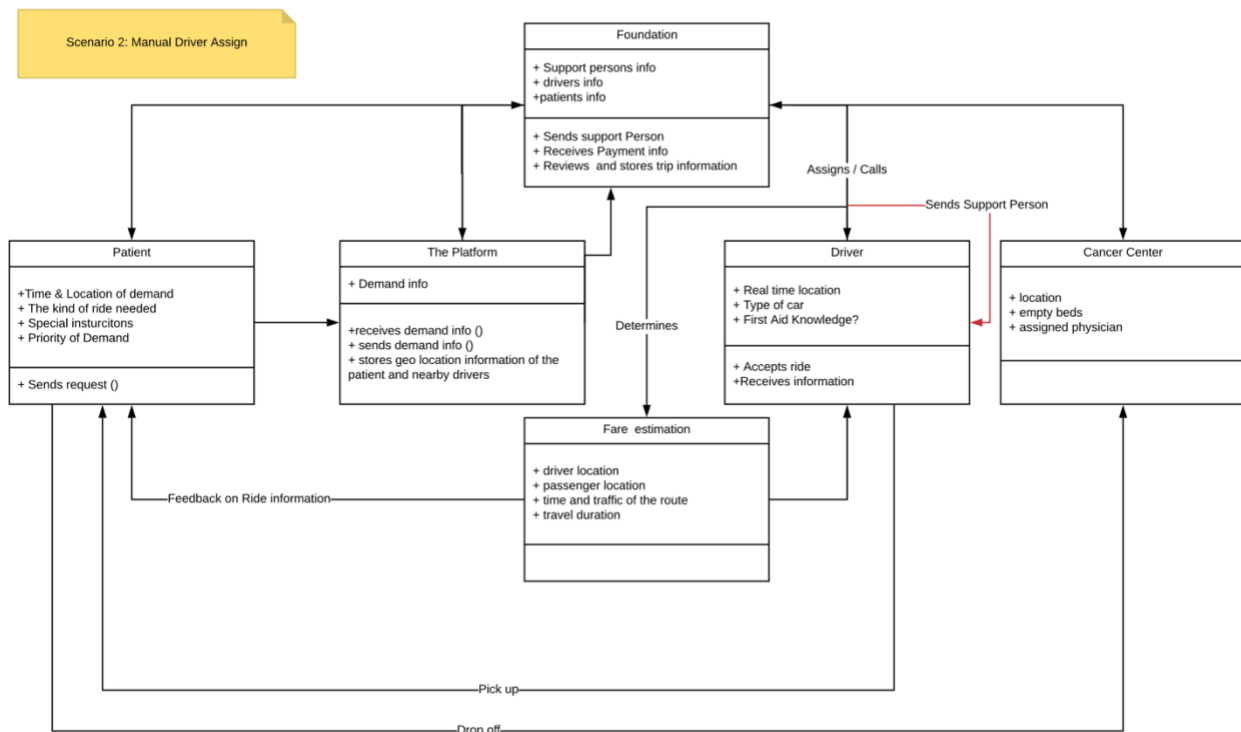 Scenario 2: Manual Driver Assign
Foundation
+ Support persons info
+ drivers info
+patients info
+ Sends support Person
+ Receives Payment info
+ Reviews and stores trip information
Assigns / Calls
Sends Support Person
Patient
+Time & Location of demand
+ The kind of ride needed
+ Special insturcitons
+ Priority of Demand
+ Sends request ()
The Platform
+ Demand info
+receives demand info ()
+ sends demand info ()
+ stores geo location information of the
patient and nearby drivers
Determines
Driver
+ Real time location
+ Type of car
+ First Aid Knowledge?
+ Accepts ride
+Receives information
Cancer Center
+ location
+ empty beds
+ assigned physician
Fare estimation
+ driver location
+ passenger location
+ time and traffic of the route
+ travel duration
Feedback on Ride information
Pick up
Drop off